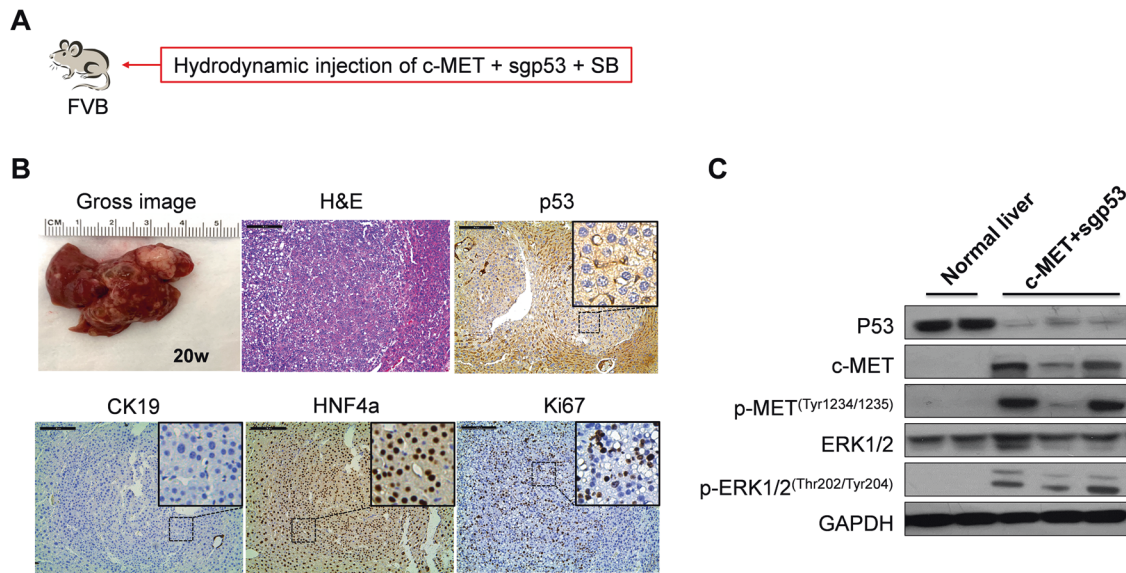 A
Hydrodynamic injection of c-MET + sgp53 + SB
FVB
B
Gross image
H&E
p53
CM 1 2 3 4 5
20w
CK19
HNF4a
Ki67
C
Normal liver
c-MET+sgp53
P53
c-MET
p-MET(Tyr1234/1235)
ERK1/2
p-ERK1/2(Thr202/Tyr204)
GAPDH